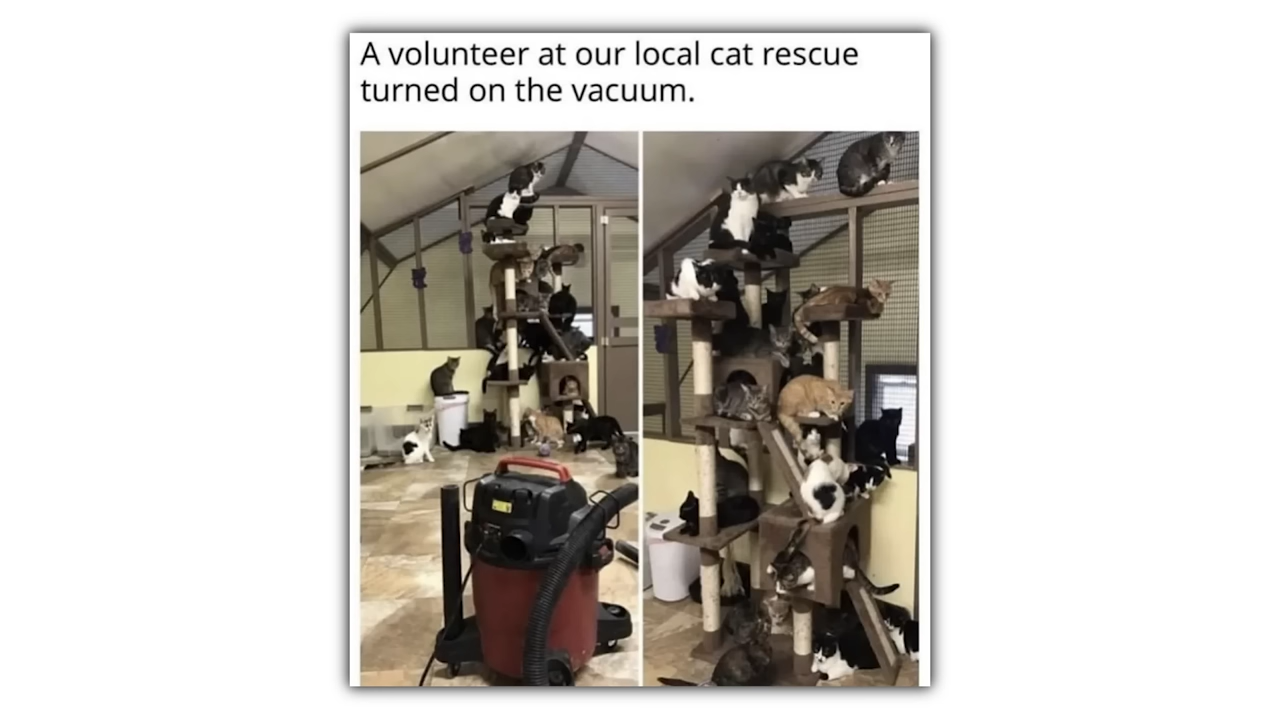 A volunteer at our local cat rescue
turned on the vacuum.